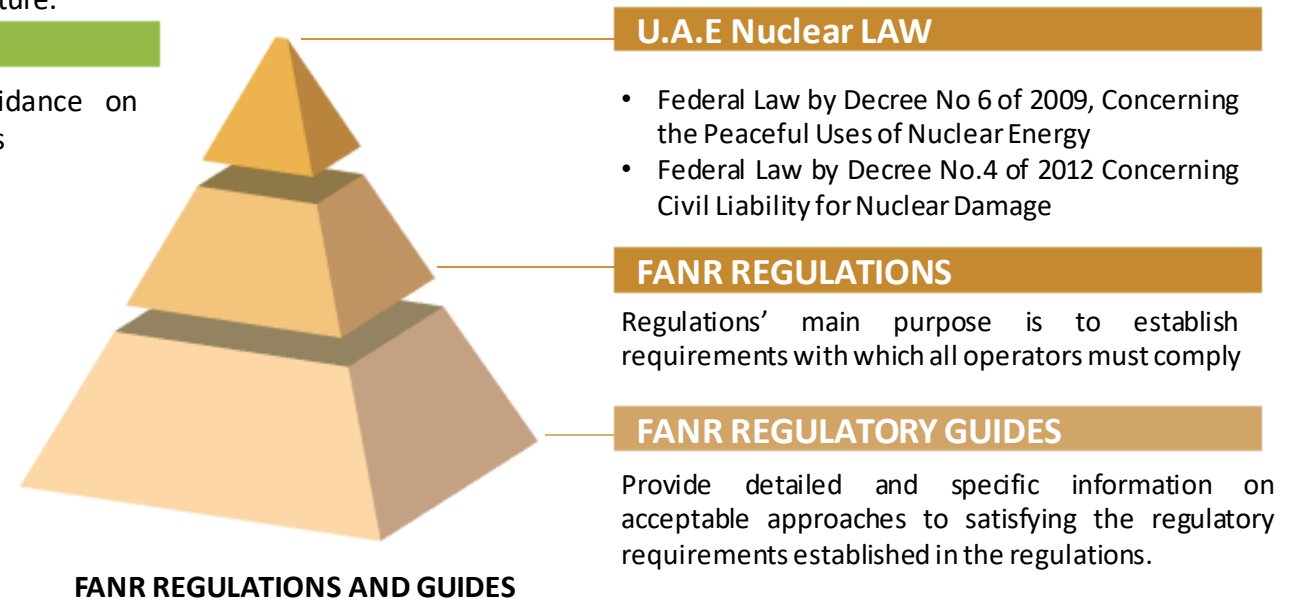 U.A.E Nuclear LAW
idance on
• Federal Law by Decree No 6 of 2009, Concerning
the Peaceful Uses of Nuclear Energy
• Federal Law by Decree No.4 of 2012 Concerning
Civil Liability for Nuclear Damage
FANR REGULATIONS
Regulations’ main purpose is to establish
requirements with which all operators must comply
FANR REGULATORY GUIDES
Provide detailed and specific information on
acceptable approaches to satisfying the regulatory
requirements established in the regulations.
FANR REGULATIONS AND GUIDES